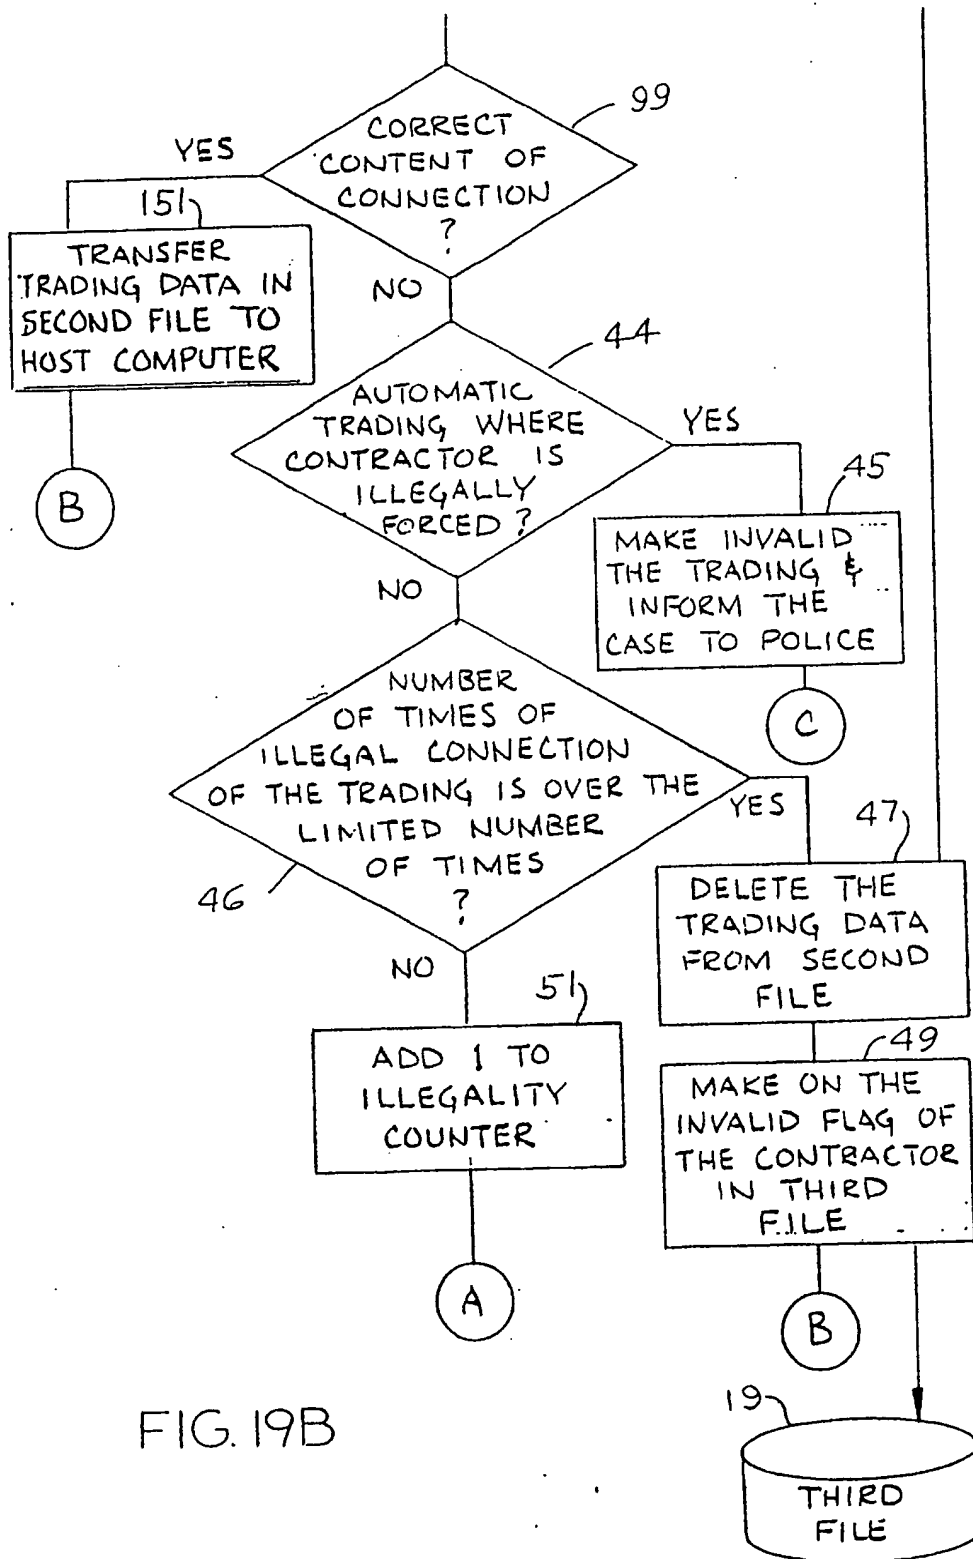 99
CORRECT
CONTENT OF
CONNECTION
?
YES
151
TRANSFER
TRADING DATA IN
SECOND FILE TO
HOST COMPUTER
B
NO
44
AUTOMATIC
TRADING WHERE
CONTRACTOR IS
ILLEGALLY
FORCED?
YES
45
MAKE INVALID
THE TRADING &
INFORM THE
CASE TO POLICE
C
NO
NUMBER
OF TIMES OF
ILLEGAL CONNECTION
OF THE TRADING IS OVER THE
LIMITED NUMBER
OF TIMES
?
46
YES
47
DELETE THE
TRADING DATA
FROM SECOND
FILE
NO
51
ADD 1 TO
ILLEGALITY
COUNTER
A
49
MAKE ON THE
INVALID FLAG OF
THE CONTRACTOR
IN THIRD
FILE
B
19
THIRD
FILE
FIG. 19B